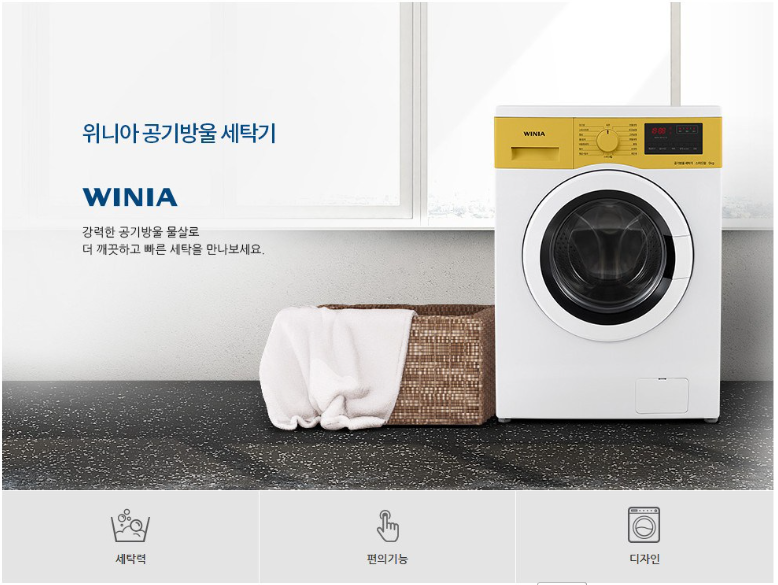 위니아 공기방울 세탁기
WINIA
강력한 공기방울 물살로
더 깨끗하고 빠른 세탁을 만나보세요.
WINIA
세탁력
편의기능
디자인